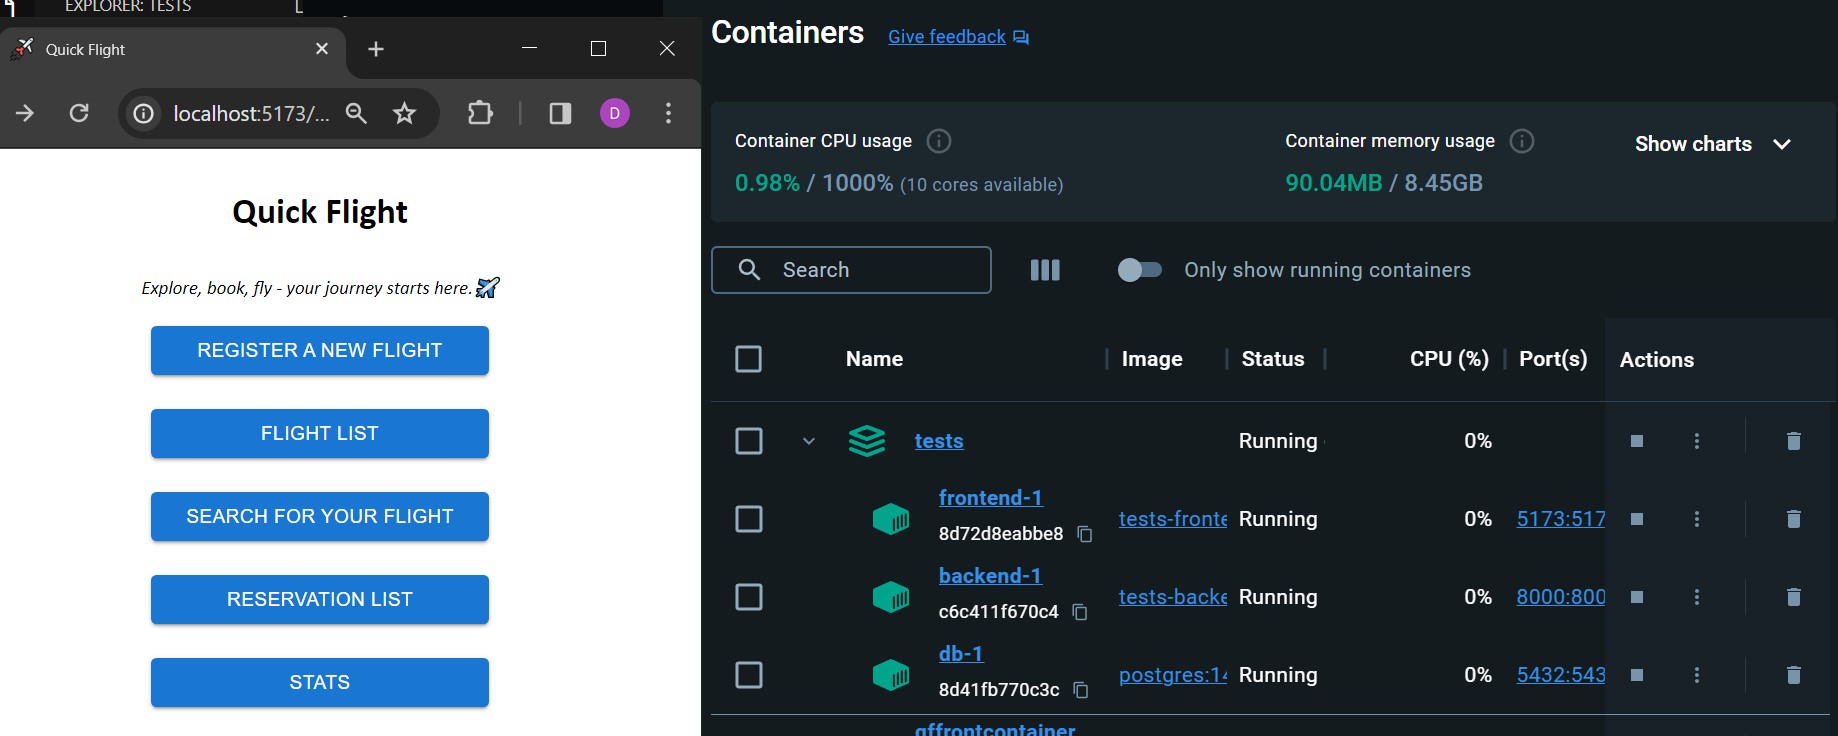 EXPLORER: TESTS
Quick Flight
localhost:5173/...
D
Quick Flight
Explore, book, fly - your journey starts here.
REGISTER A NEW FLIGHT
FLIGHT LIST
SEARCH FOR YOUR FLIGHT
RESERVATION LIST
STATS
Containers Give feedback
Container CPU usage
0.98% / 1000% (10 cores available)
Container memory usage
90.04MB / 8.45GB
Show charts
Search
Only show running containers
Name Image Status CPU (%) Port(s) Actions
tests Running 0%
frontend-1
8d72d8eabbe8 tests-fronte Running 0% 5173:517
backend-1
c6c411f670c4 tests-backe Running 0% 8000:800
db-1
8d41fb770c3c postgres:14 Running 0% 5432:543
qffrontcontainer